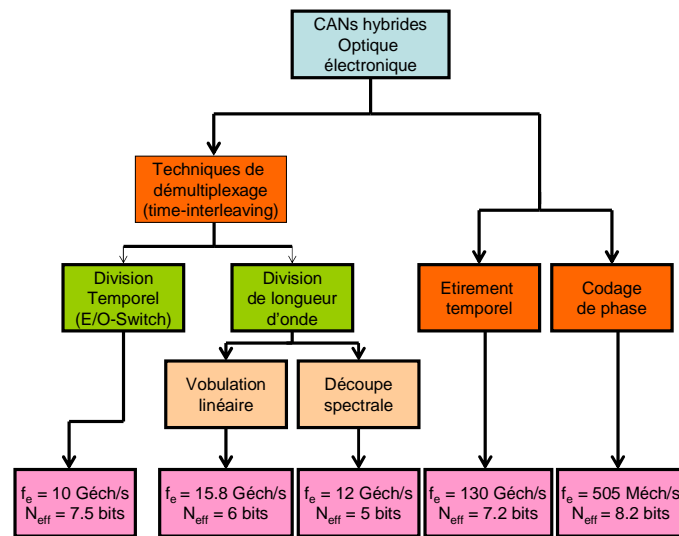 CANs hybrides
Optique
électronique
Techniques de
démultiplexage
(time-interleaving)
Division
Temporel
(E/O-Switch)
Division
de longueur
d'onde
Etirement
temporel
Codage
de phase
Vobulation
linéaire
Découpe
spectrale
fe = 10 Géch/s
Neff = 7.5 bits
fe = 15.8 Géch/s
Neff = 6 bits
fe = 12 Géch/s
Neff = 5 bits
fe = 130 Géch/s
Neff = 7.2 bits
fe = 505 Méch/s
Neff = 8.2 bits